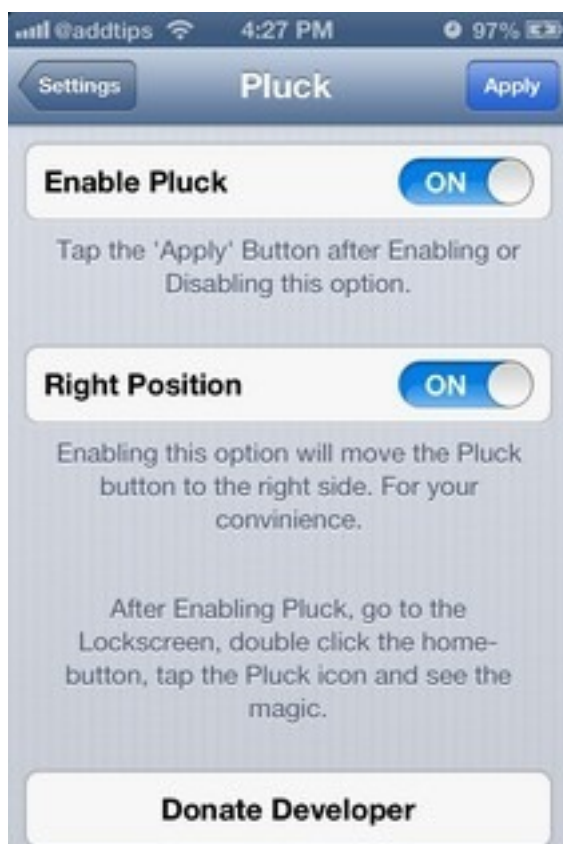 @addtips 4:27 PM 97%
Settings Pluck Apply
Enable Pluck ON
Tap the 'Apply' Button after Enabling or
Disabling this option.
Right Position ON
Enabling this option will move the Pluck
button to the right side. For your
convinience.
After Enabling Pluck, go to the
Lockscreen, double click the home-
button, tap the Pluck icon and see the
magic.
Donate Developer